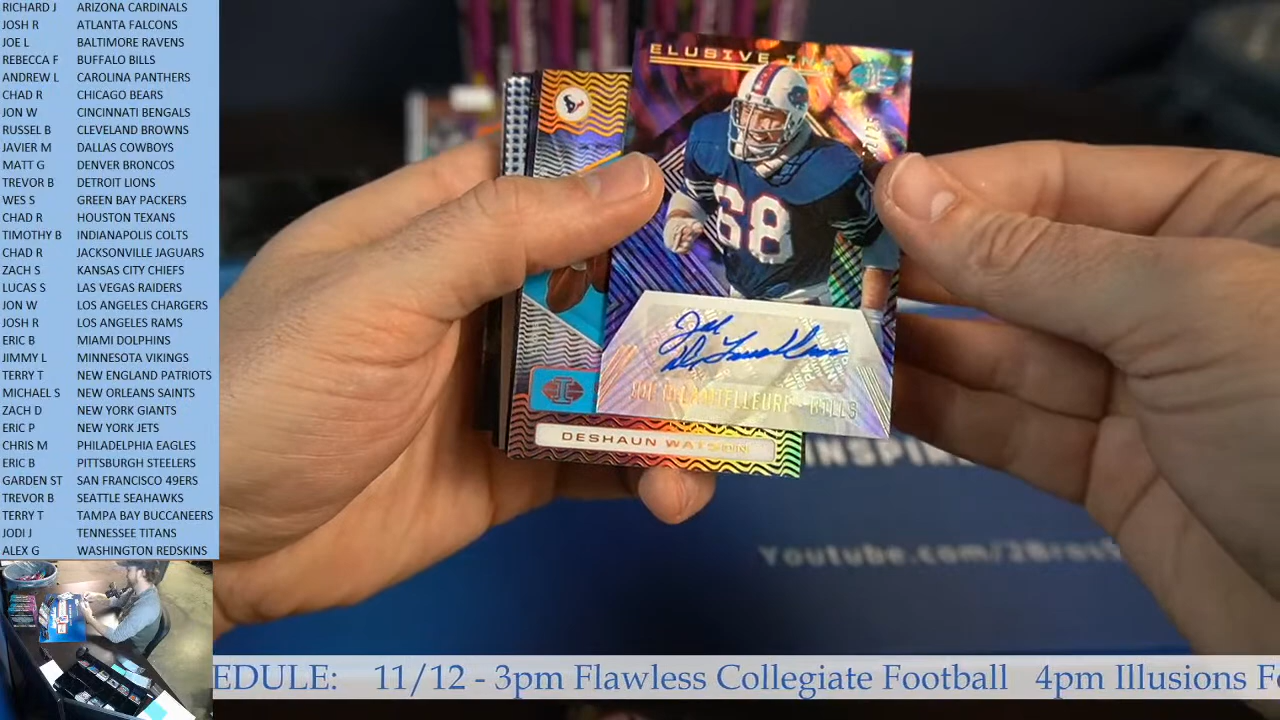 RICHARD J ARIZONA CARDINALS
JOSH R ATLANTA FALCONS
JOE L BALTIMORE RAVENS
REBECCA F BUFFALO BILLS
ANDREW L CAROLINA PANTHERS
CHAD R CHICAGO BEARS
JON W CINCINNATI BENGALS
RUSSEL B CLEVELAND BROWNS
JAVIER M DALLAS COWBOYS
MATT G DENVER BRONCOS
TREVOR B DETROIT LIONS
WES S GREEN BAY PACKERS
CHAD R HOUSTON TEXANS
TIMOTHY B INDIANAPOLIS COLTS
CHAD R JACKSONVILLE JAGUARS
ZACH S KANSAS CITY CHIEFS
LUCAS S LAS VEGAS RAIDERS
JON W LOS ANGELES CHARGERS
JOSH R LOS ANGELES RAMS
ERIC B MIAMI DOLPHINS
JIMMY L MINNESOTA VIKINGS
TERRY T NEW ENGLAND PATRIOTS
MICHAEL S NEW ORLEANS SAINTS
ZACH D NEW YORK GIANTS
ERIC P NEW YORK JETS
CHRIS M PHILADELPHIA EAGLES
ERIC B PITTSBURGH STEELERS
GARDEN ST SAN FRANCISCO 49ERS
TREVOR B SEATTLE SEAHAWKS
TERRY T TAMPA BAY BUCCANEERS
JODI J TENNESSEE TITANS
ALEX G WASHINGTON REDSKINS
ELUSIVE INK
68
JOE DELAMIELLEURE - BILLS
DESHAUN WATSON
INSPIR
Youtube.com/2Bros
EDULE: 11/12 - 3pm Flawless Collegiate Football 4pm Illusions Fo